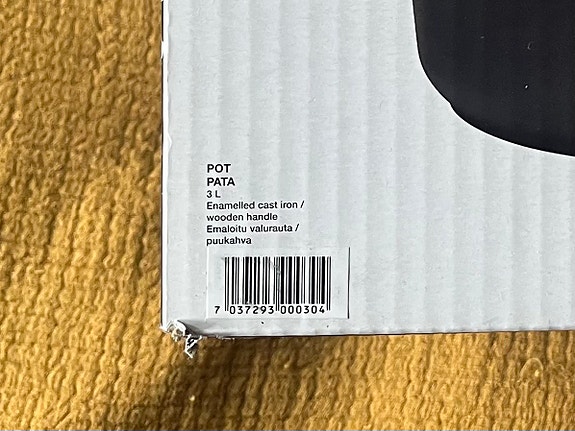 POT
PATA
3 L
Enamelled cast iron /
wooden handle
Emaloitu valurauta /
puukahva
7 037293 000304